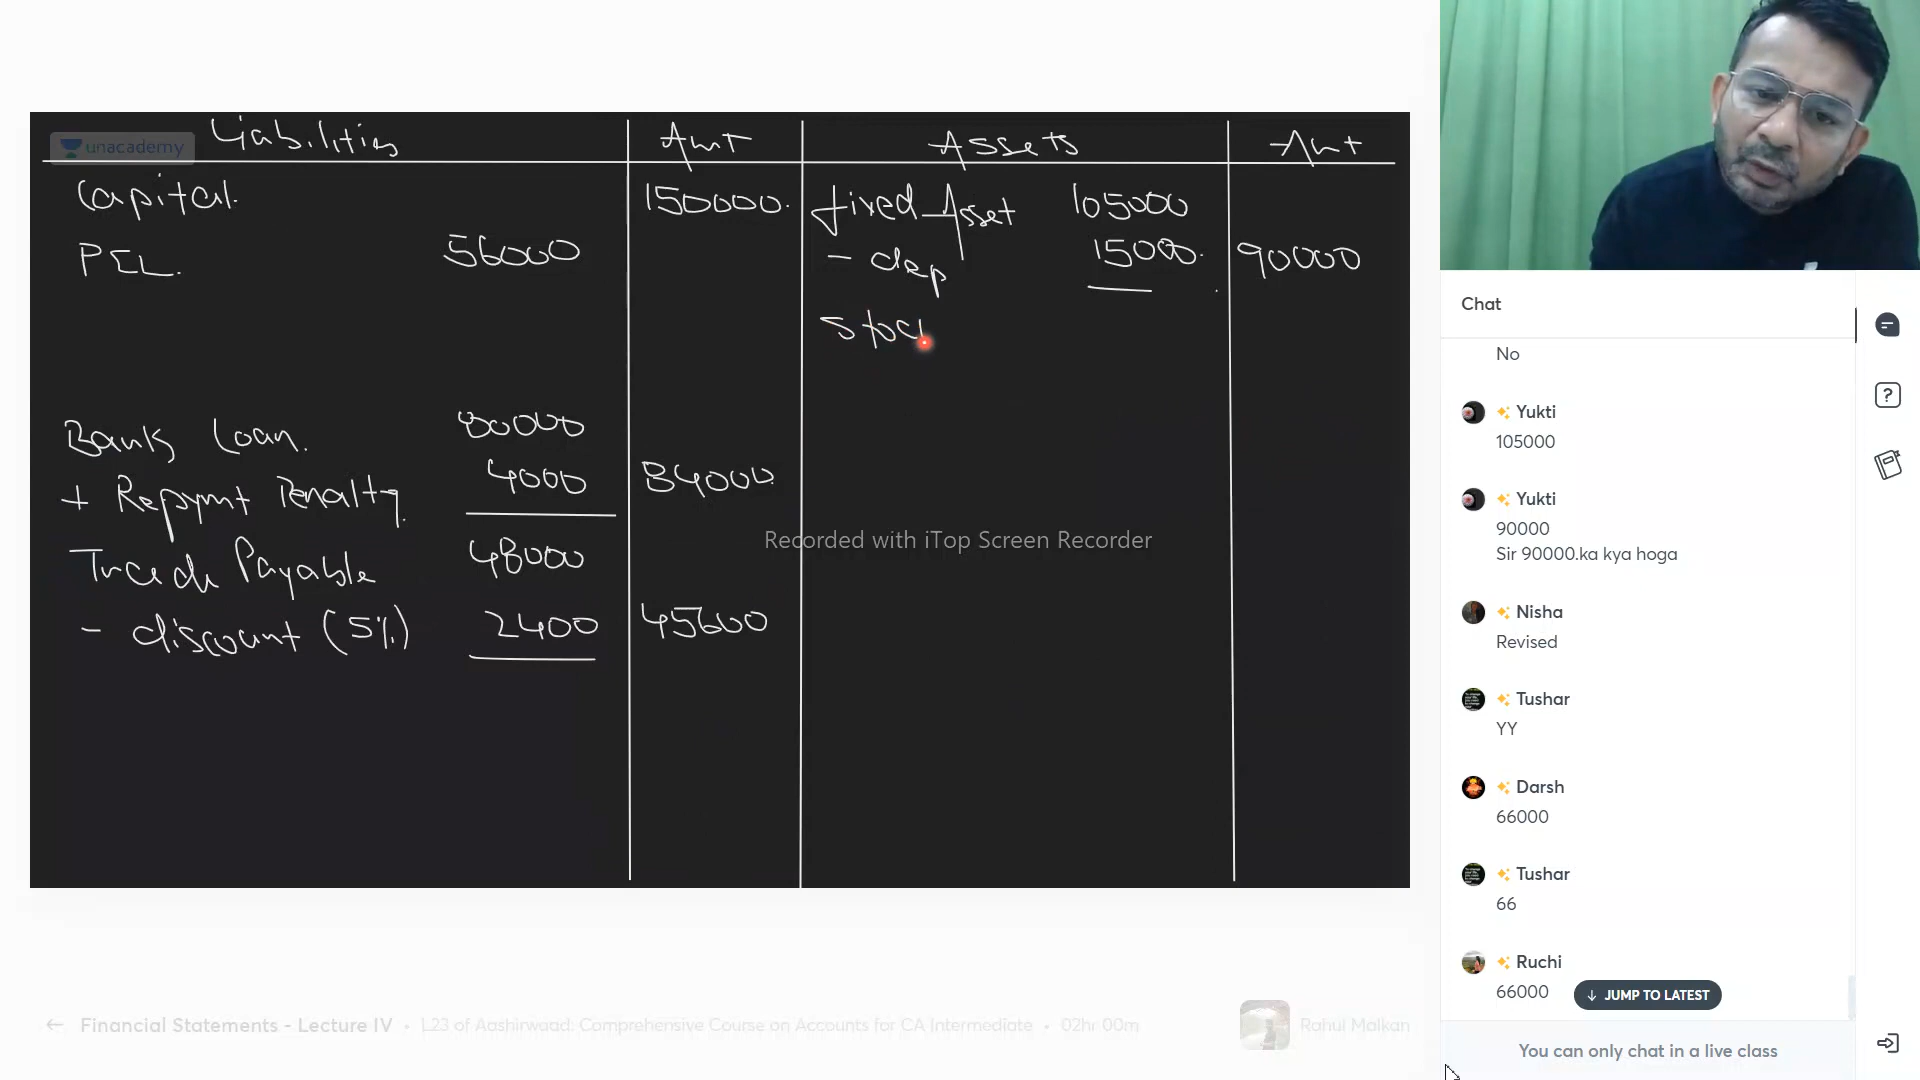 unacademy
Liabilities Amt Assets Amt
Capital. 150000. Fixed Asset 105000
P&L. 56000 - dep 15000. 90000
Stoc
Bank Loan. 80000
+ Repymt Penalty. 4000 84000
Recorded with iTop Screen Recorder
Trade Payable 48000
- discount (5%) 2400 45600
← Financial Statements - Lecture IV • L23 of Aashirwaad: Comprehensive Course on Accounts for CA Intermediate • 02hr 00m
Rahul Malkan
Chat
No
Yukti
105000
Yukti
90000
Sir 90000.ka kya hoga
Nisha
Revised
Tushar
YY
Darsh
66000
Tushar
66
Ruchi
66000
↓ JUMP TO LATEST
You can only chat in a live class